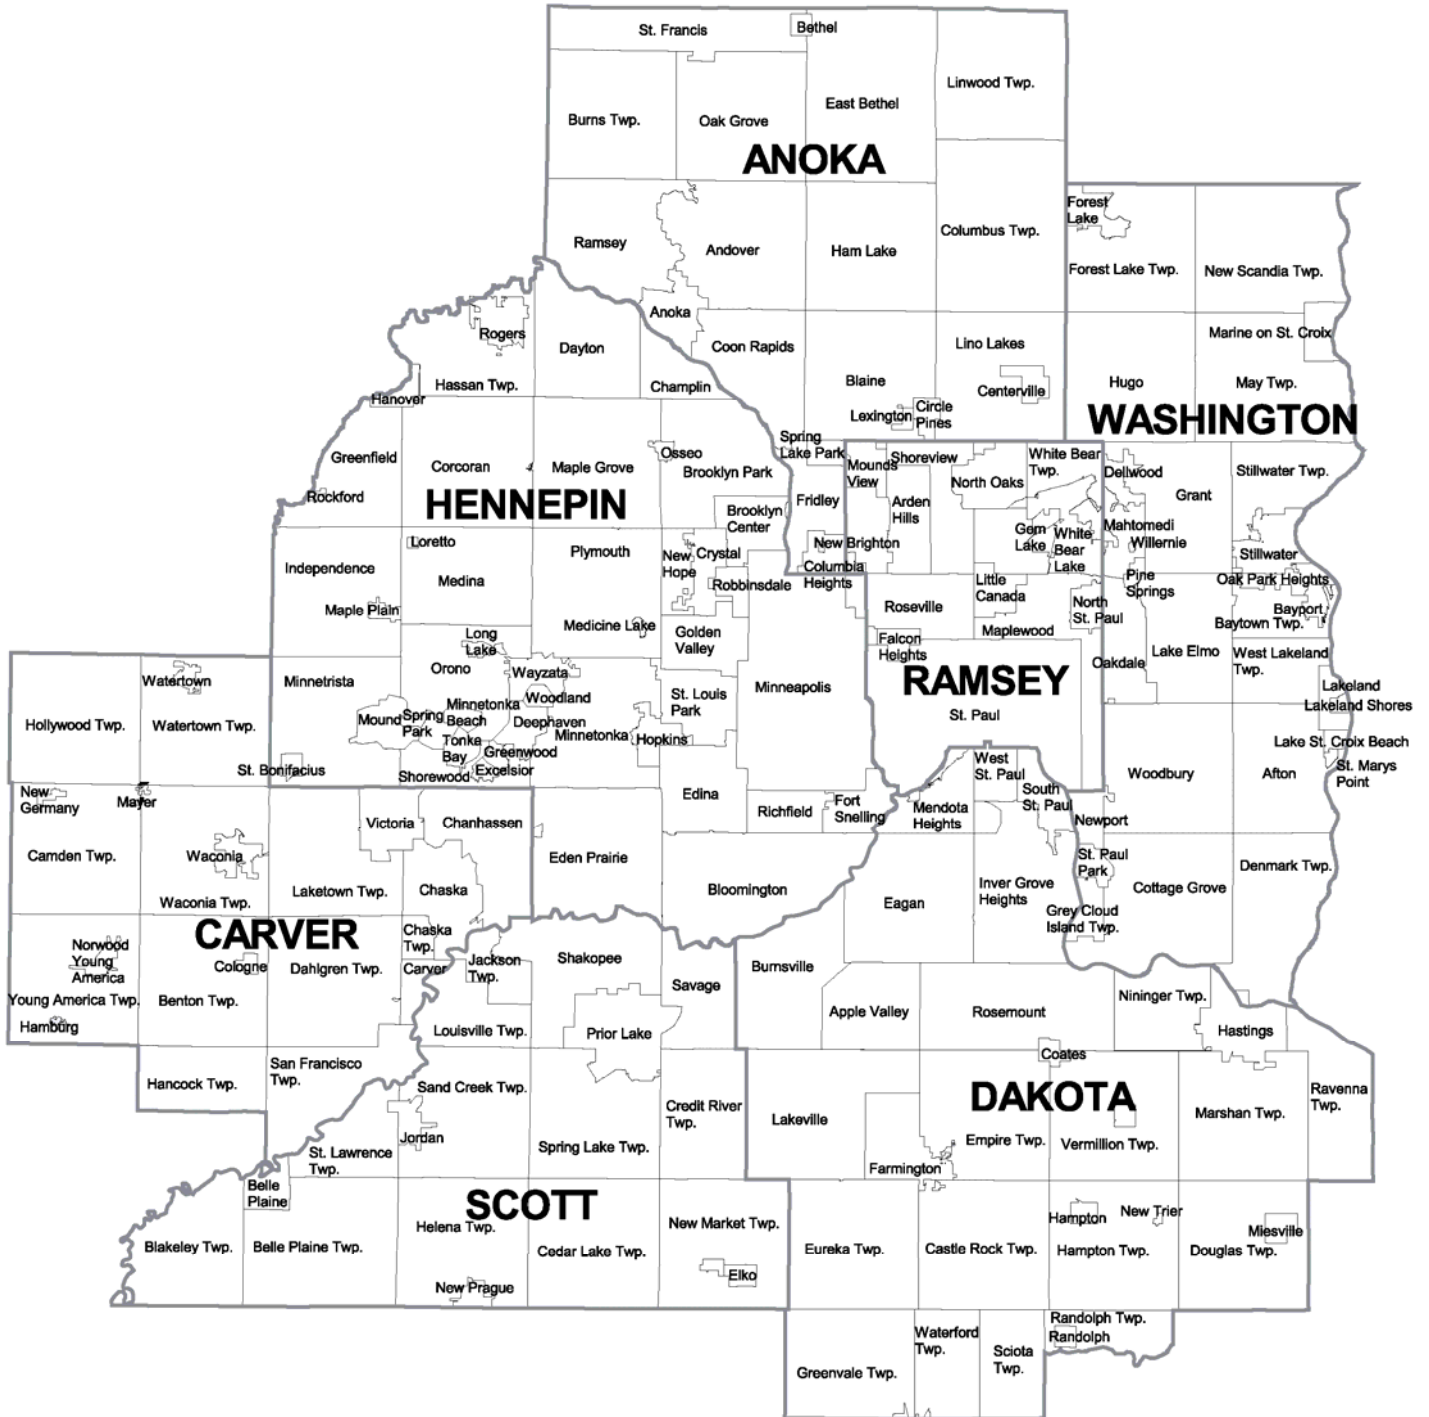 St. Francis
Bethel
Linwood Twp.
East Bethel
Burns Twp.
Oak Grove
ANOKA
Forest
Lake
Ramsey
Andover
Ham Lake
Columbus Twp.
Forest Lake Twp.
New Scandia Twp.
Anoka
Rogers
Marine on St. Croix
Dayton
Coon Rapids
Lino Lakes
Hassan Twp.
Champlin
Blaine
Centerville
Hugo
May Twp.
Hanover
Lexington
Circle
Pines
WASHINGTON
Spring
Lake Park
Greenfield
Corcoran
Maple Grove
Osseo
Brooklyn Park
Mounds
View
Shoreview
White Bear
Twp.
Dellwood
Stillwater Twp.
North Oaks
Grant
Rockford
HENNEPIN
Fridley
Arden
Hills
Brooklyn
Center
Gem
Lake
White
Bear
Lake
Mahtomedi
Willernie
Loretto
Plymouth
New
Hope
Crystal
New Brighton
Stillwater
Independence
Medina
Robbinsdale
Columbia
Heights
Little
Canada
Pine
Springs
Oak Park Heights
Maple Plain
Roseville
North
St. Paul
Bayport
Baytown Twp.
Medicine Lake
Golden
Valley
Maplewood
Long
Lake
Falcon
Heights
Oakdale
Lake Elmo
West Lakeland
Twp.
Orono
Wayzata
Minnetrista
RAMSEY
Watertown
Woodland
St. Louis
Park
Minneapolis
Lakeland
Lakeland Shores
Hollywood Twp.
Watertown Twp.
Mound
Spring
Park
Minnetonka
Beach
Deephaven
St. Paul
Minnetonka
Hopkins
Tonka
Bay
Greenwood
Lake St. Croix Beach
St. Bonifacius
Shorewood
Excelsior
West
St. Paul
Woodbury
Afton
St. Marys
Point
New
Germany
Mayer
Edina
South
St. Paul
Richfield
Fort
Snelling
Mendota
Heights
Newport
Victoria
Chanhassen
Camden Twp.
Waconia
Eden Prairie
St. Paul
Park
Denmark Twp.
Laketown Twp.
Chaska
Bloomington
Inver Grove
Heights
Cottage Grove
Waconia Twp.
Eagan
Grey Cloud
Island Twp.
CARVER
Chaska
Twp.
Norwood
Young
America
Cologne
Dahlgren Twp.
Carver
Jackson
Twp.
Shakopee
Burnsville
Young America Twp.
Benton Twp.
Savage
Nininger Twp.
Hamburg
Louisville Twp.
Prior Lake
Apple Valley
Rosemount
Hastings
San Francisco
Twp.
Coates
Hancock Twp.
Sand Creek Twp.
DAKOTA
Ravenna
Twp.
Credit River
Twp.
Lakeville
Marshan Twp.
Jordan
Spring Lake Twp.
Empire Twp.
Vermillion Twp.
St. Lawrence
Twp.
Farmington
Belle
Plaine
SCOTT
Helena Twp.
New Market Twp.
Hampton
New Trier
Miesville
Blakeley Twp.
Belle Plaine Twp.
Cedar Lake Twp.
Eureka Twp.
Castle Rock Twp.
Hampton Twp.
Douglas Twp.
New Prague
Elko
Randolph Twp.
Randolph
Waterford
Twp.
Sciota
Twp.
Greenvale Twp.